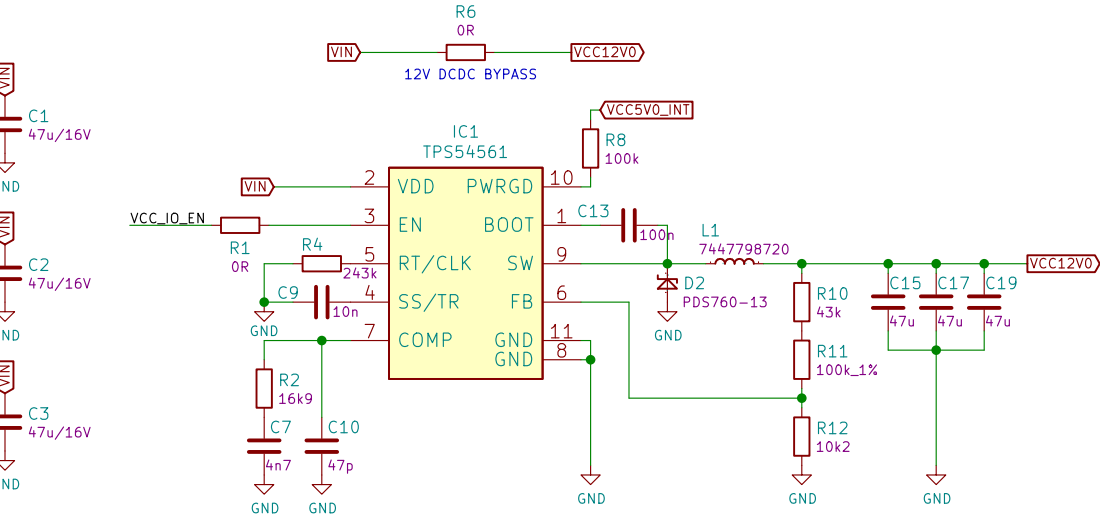 R6
0R
VIN
VCC12V0
12V DCDC BYPASS
VIN
C1
47u/16V
GND
VIN
C2
47u/16V
GND
VIN
C3
47u/16V
GND
VCC5V0_INT
R8
100k
IC1
TPS54561
VIN
2
VDD
PWRGD
10
VCC_IO_EN
R1
0R
3
EN
BOOT
1
C13
100n
R4
243k
5
RT/CLK
SW
9
L1
7447798720
VCC12V0
C9
10n
GND
4
SS/TR
FB
6
D2
PDS760-13
GND
7
COMP
GND
11
GND
8
R10
43k
C15
47u
C17
47u
C19
47u
R11
100k_1%
R2
16k9
C7
4n7
GND
C10
47p
GND
GND
R12
10k2
GND
GND